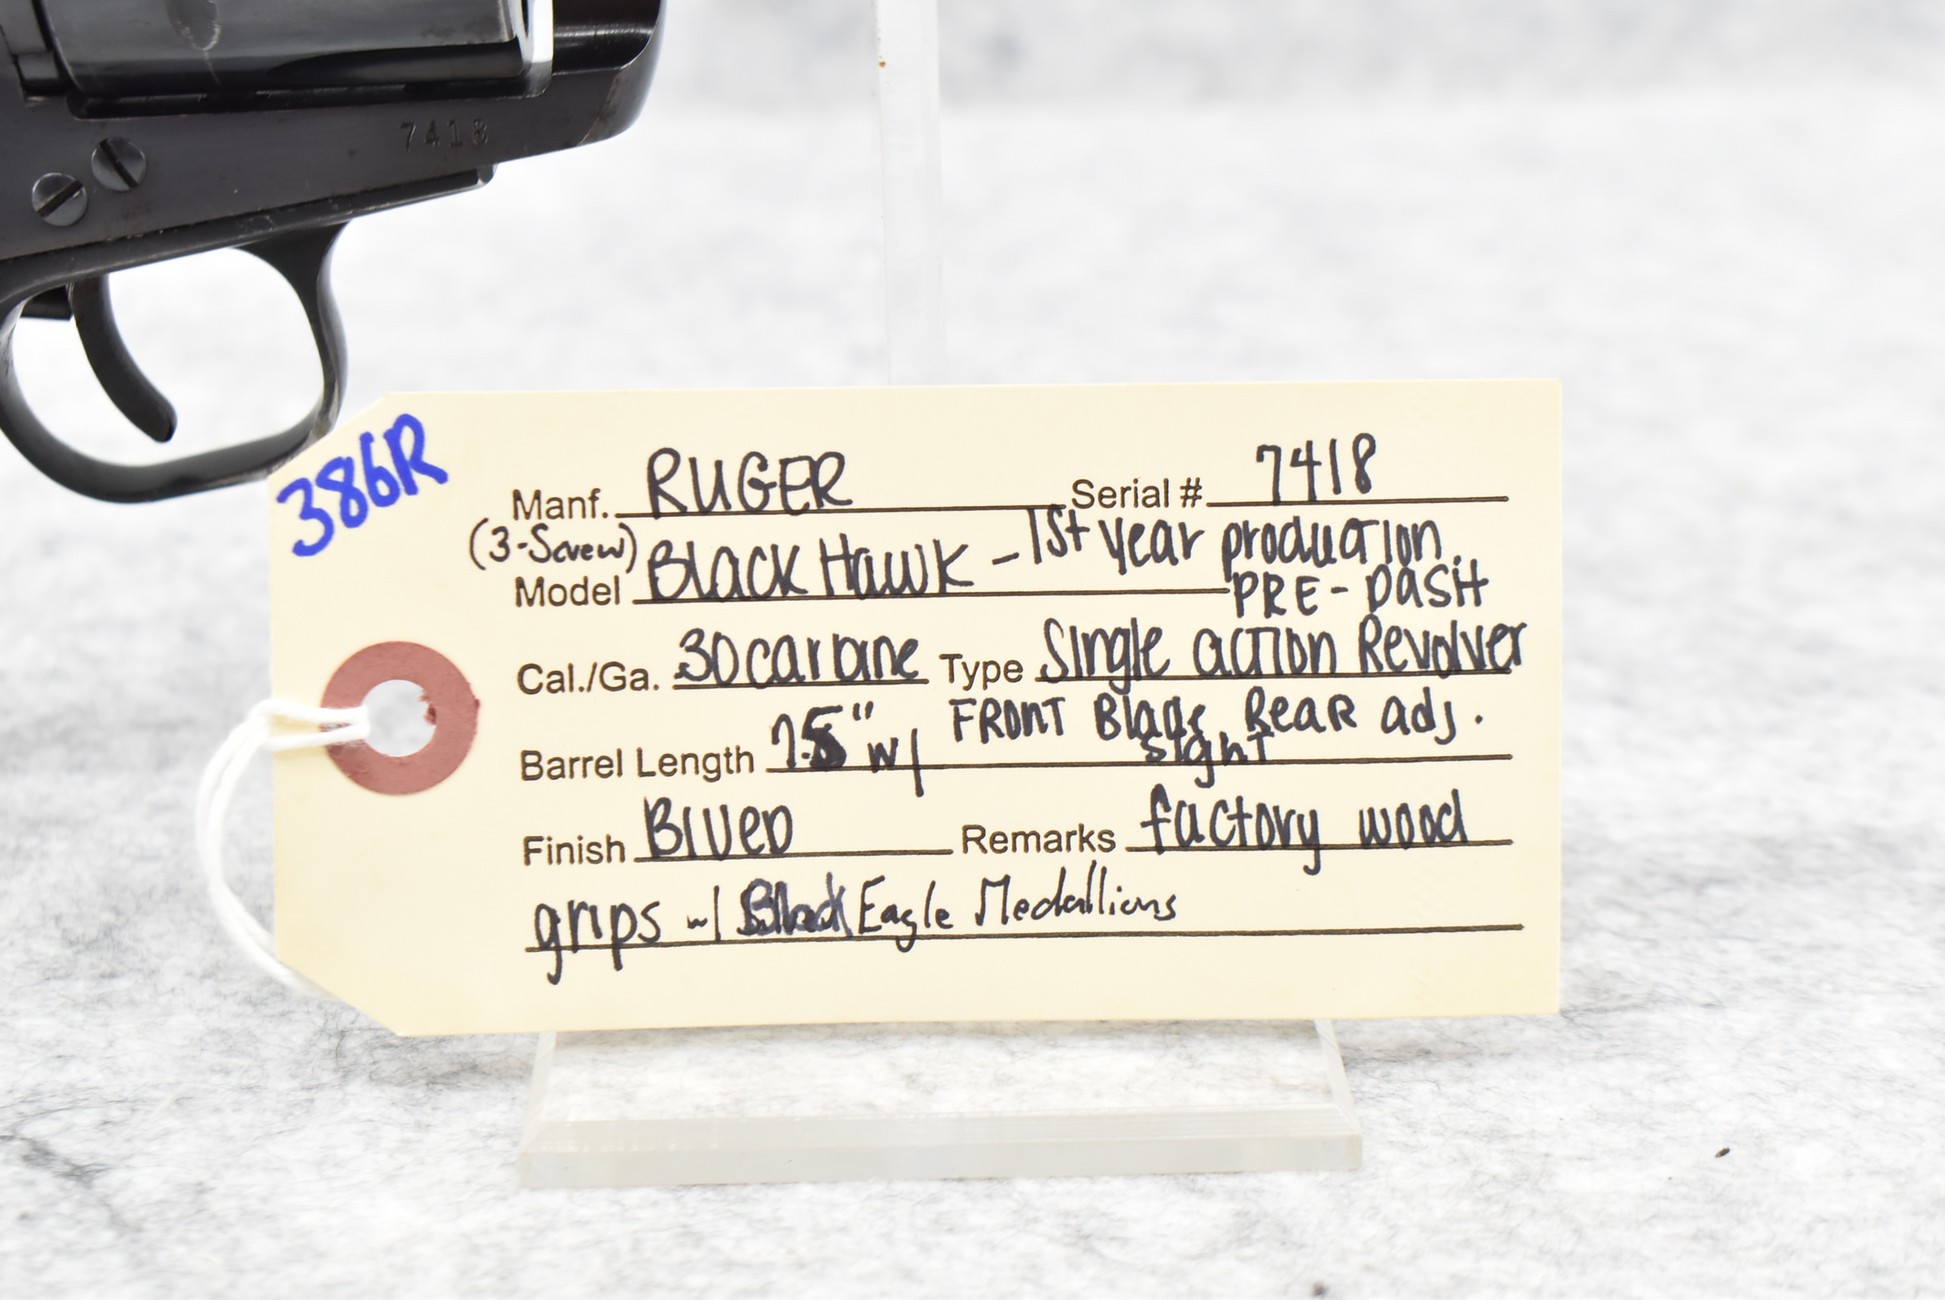 7418
386R
Manf. RUGER Serial # 7418
(3-Screw) Model Black Hawk - 1st year production
PRE-DASH
Cal./Ga. 30 carbine Type Single action Revolver
Barrel Length 7.5" w/ FRONT Blade, Rear adj.
sight
Finish Blued Remarks factory wood
grips w/ Black Eagle Medallions